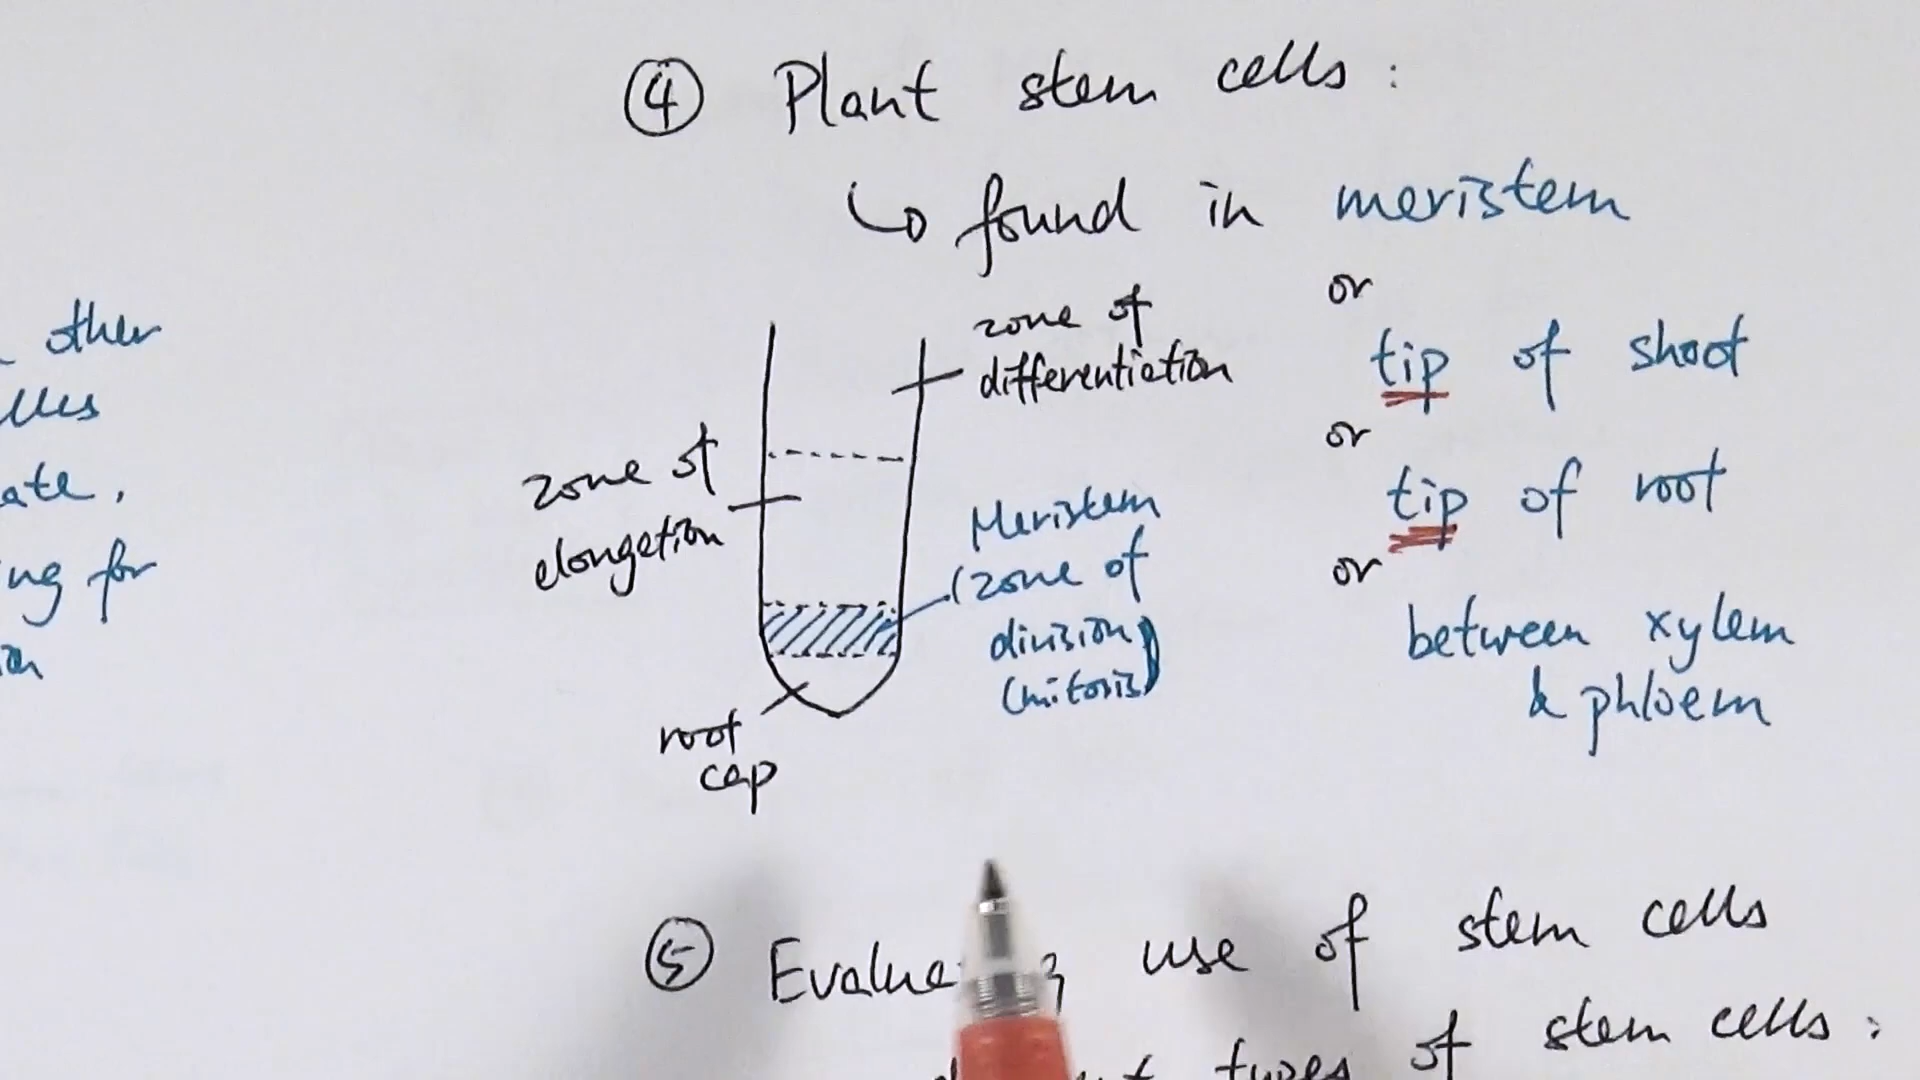 ④ Plant stem cells :
found in meristem
or
tip of shoot
or
tip of root
or
between xylem
& phloem
zone of
differentiation
zone of
elongation
Meristem
(zone of
division
(mitosis)
root
cap
other
ate,
for
⑤ use of stem cells
types of stem cells :